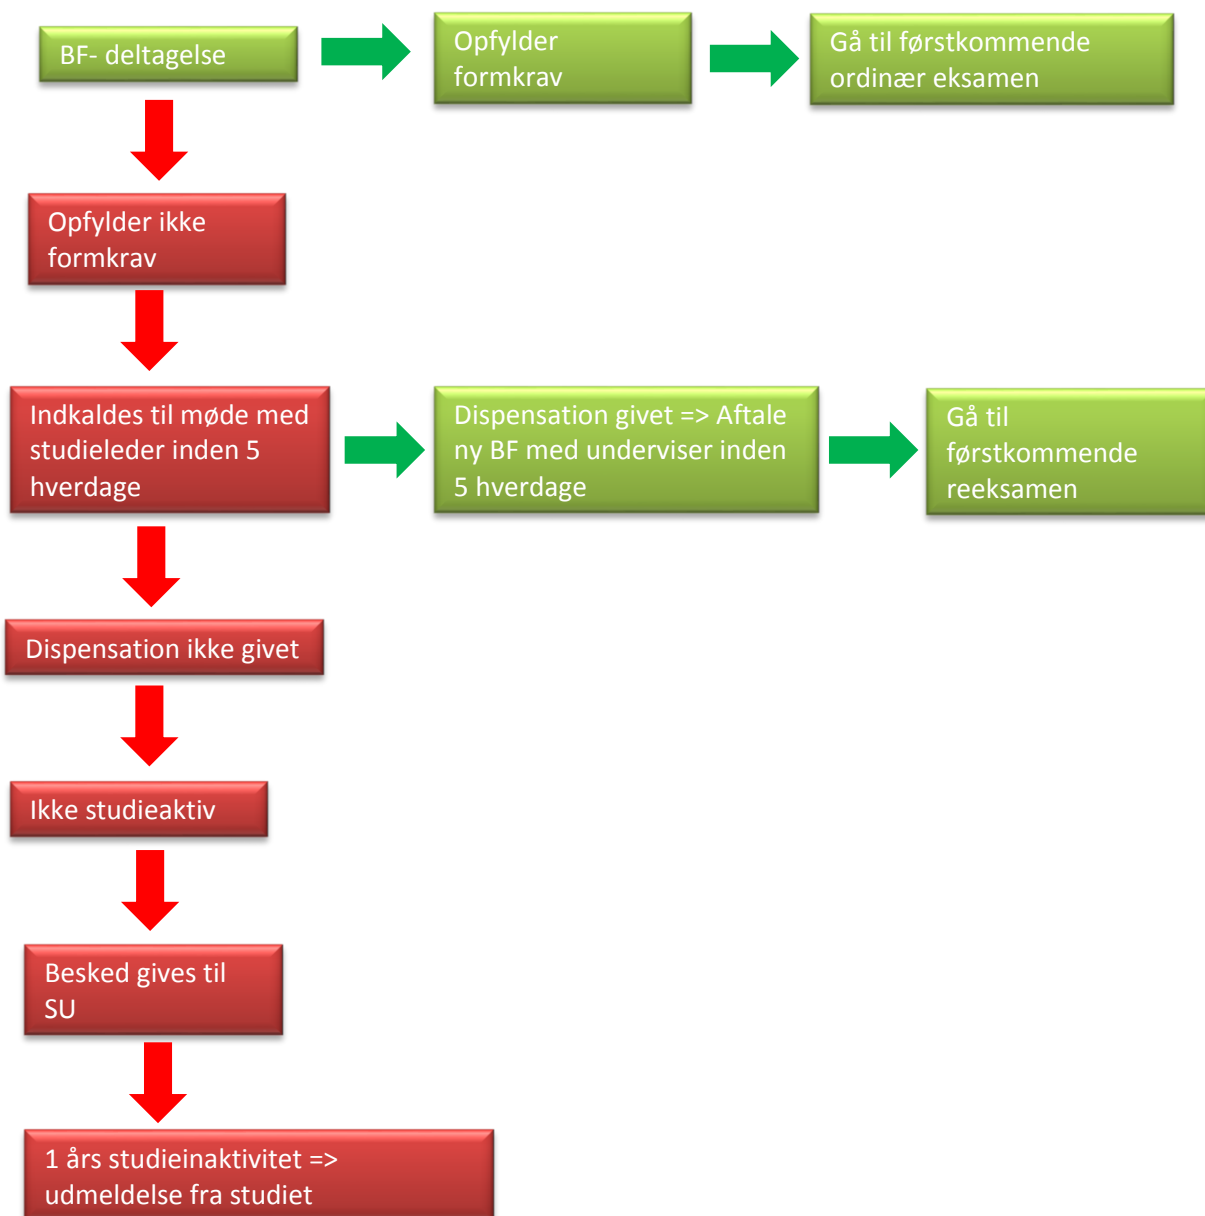 BF- deltagelse
Opfylder
formkrav
Gå til førstkommende
ordinær eksamen
Opfylder ikke
formkrav
Indkaldes til møde med
studieleder inden 5
hverdage
Dispensation givet => Aftale
ny BF med underviser inden
5 hverdage
Gå til
førstkommende
reeksamen
Dispensation ikke givet
Ikke studieaktiv
Besked gives til
SU
1 års studieinaktivitet =>
udmeldelse fra studiet